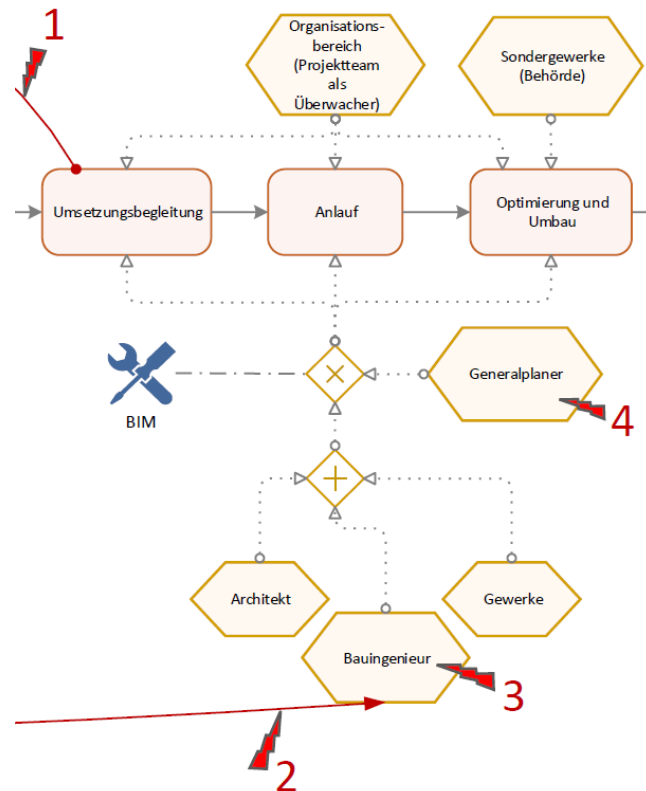 1
Organisations-
bereich
(Projektteam
als
Überwacher)
Sondergewerke
(Behörde)
Umsetzungsbegleitung
Anlauf
Optimierung und
Umbau
BIM
Generalplaner
4
Architekt
Gewerke
Bauingenieur
3
2